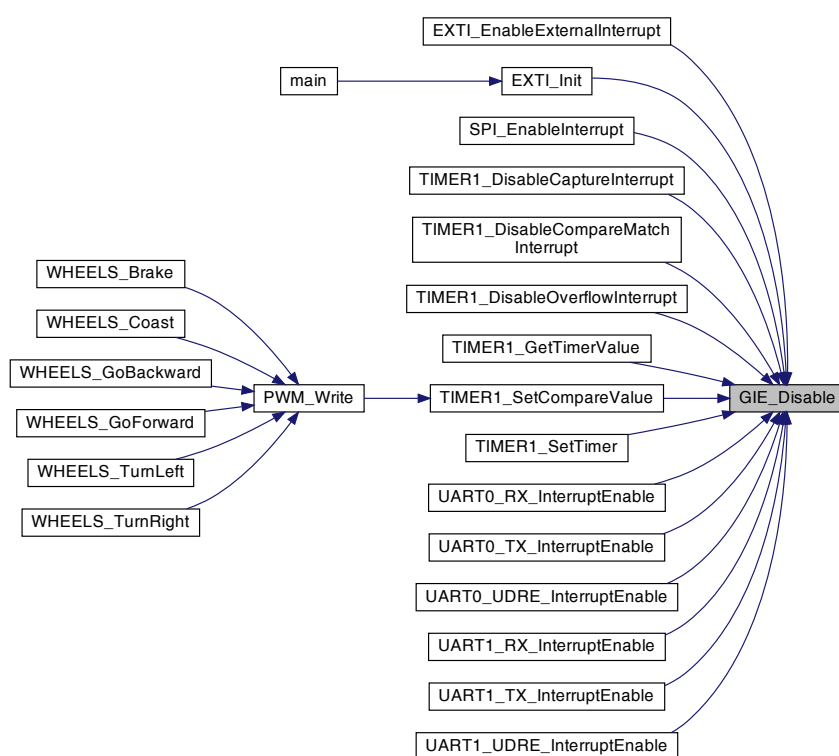 EXTI_EnableExternalInterrupt
main
EXTI_Init
SPI_EnableInterrupt
TIMER1_DisableCaptureInterrupt
TIMER1_DisableCompareMatch
Interrupt
WHEELS_Brake
TIMER1_DisableOverflowInterrupt
WHEELS_Coast
TIMER1_GetTimerValue
WHEELS_GoBackward
PWM_Write
TIMER1_SetCompareValue
GIE_Disable
WHEELS_GoForward
TIMER1_SetTimer
WHEELS_TurnLeft
UART0_RX_InterruptEnable
WHEELS_TurnRight
UART0_TX_InterruptEnable
UART0_UDRE_InterruptEnable
UART1_RX_InterruptEnable
UART1_TX_InterruptEnable
UART1_UDRE_InterruptEnable